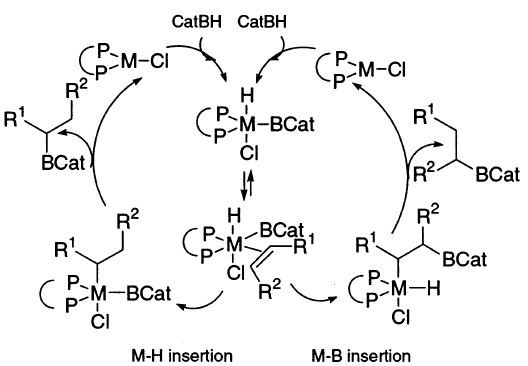 CatBH CatBH
P P M Cl
P P M Cl
R² R¹ BCat
H P P M BCat Cl
R¹ R² BCat
H P P M BCat R¹ Cl R²
R² R¹ P P M BCat Cl
R² R¹ BCat P P M H Cl
M-H insertion M-B insertion